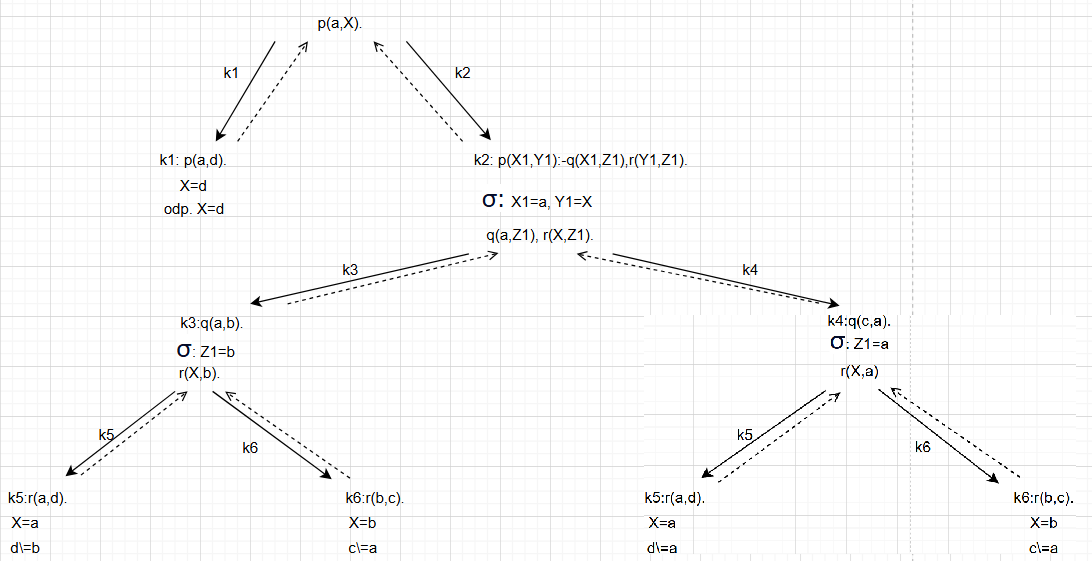 p(a,X).
k1
k2
k1: p(a,d).
X=d
odp. X=d
k2: p(X1,Y1):-q(X1,Z1),r(Y1,Z1).
σ: X1=a, Y1=X
q(a,Z1), r(X,Z1).
k3
k4
k3:q(a,b).
σ: Z1=b
r(X,b).
k4:q(c,a).
σ: Z1=a
r(X,a)
k5
k6
k5
k6
k5:r(a,d).
X=a
d\=b
k6:r(b,c).
X=b
c\=a
k5:r(a,d).
X=a
d\=a
k6:r(b,c).
X=b
c\=a